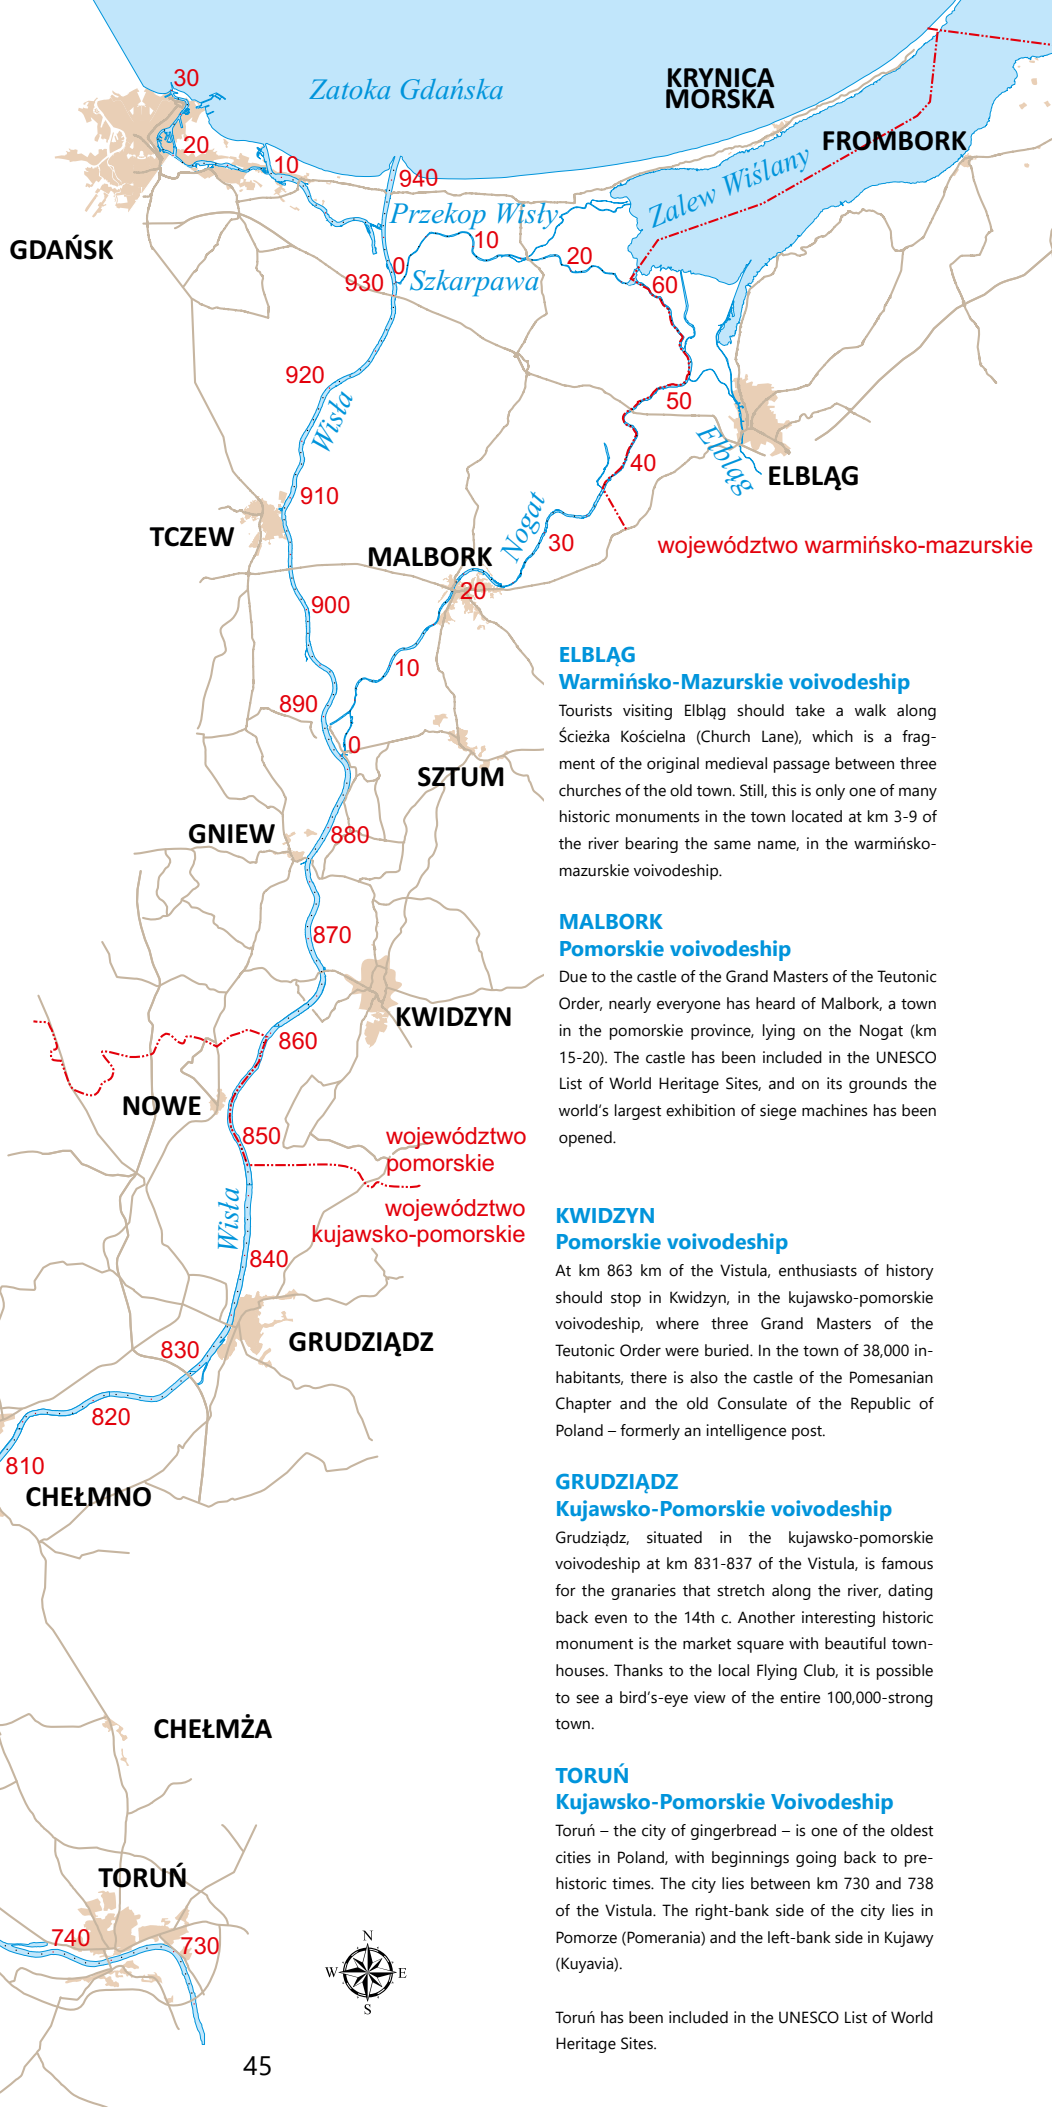 30
Zatoka Gdańska
KRYNICA
MORSKA
20
10
FROMBORK
940
Zalew Wiślany
Przekop Wisły
10
GDAŃSK
20
0
930
Szkarpawa
60
920
50
Wisła
Elbląg
40
ELBLĄG
910
Nogat
TCZEW
30
województwo warmińsko-mazurskie
MALBORK
20
900
10
890
0
SZTUM
GNIEW
880
870
KWIDZYN
860
NOWE
850
województwo
pomorskie
województwo
kujawsko-pomorskie
Wisła
840
GRUDZIĄDZ
830
820
810
CHEŁMNO
CHEŁMŻA
TORUŃ
740
730
N
W
E
S
ELBLĄG
Warmińsko-Mazurskie voivodeship
Tourists visiting Elbląg should take a walk along
Ścieżka Kościelna (Church Lane), which is a frag-
ment of the original medieval passage between three
churches of the old town. Still, this is only one of many
historic monuments in the town located at km 3-9 of
the river bearing the same name, in the warmińsko-
mazurskie voivodeship.
MALBORK
Pomorskie voivodeship
Due to the castle of the Grand Masters of the Teutonic
Order, nearly everyone has heard of Malbork, a town
in the pomorskie province, lying on the Nogat (km
15-20). The castle has been included in the UNESCO
List of World Heritage Sites, and on its grounds the
world's largest exhibition of siege machines has been
opened.
KWIDZYN
Pomorskie voivodeship
At km 863 km of the Vistula, enthusiasts of history
should stop in Kwidzyn, in the kujawsko-pomorskie
voivodeship, where three Grand Masters of the
Teutonic Order were buried. In the town of 38,000 in-
habitants, there is also the castle of the Pomesanian
Chapter and the old Consulate of the Republic of
Poland – formerly an intelligence post.
GRUDZIĄDZ
Kujawsko-Pomorskie voivodeship
Grudziądz, situated in the kujawsko-pomorskie
voivodeship at km 831-837 of the Vistula, is famous
for the granaries that stretch along the river, dating
back even to the 14th c. Another interesting historic
monument is the market square with beautiful town-
houses. Thanks to the local Flying Club, it is possible
to see a bird's-eye view of the entire 100,000-strong
town.
TORUŃ
Kujawsko-Pomorskie Voivodeship
Toruń – the city of gingerbread – is one of the oldest
cities in Poland, with beginnings going back to pre-
historic times. The city lies between km 730 and 738
of the Vistula. The right-bank side of the city lies in
Pomorze (Pomerania) and the left-bank side in Kujawy
(Kuyavia).
Toruń has been included in the UNESCO List of World
Heritage Sites.
45